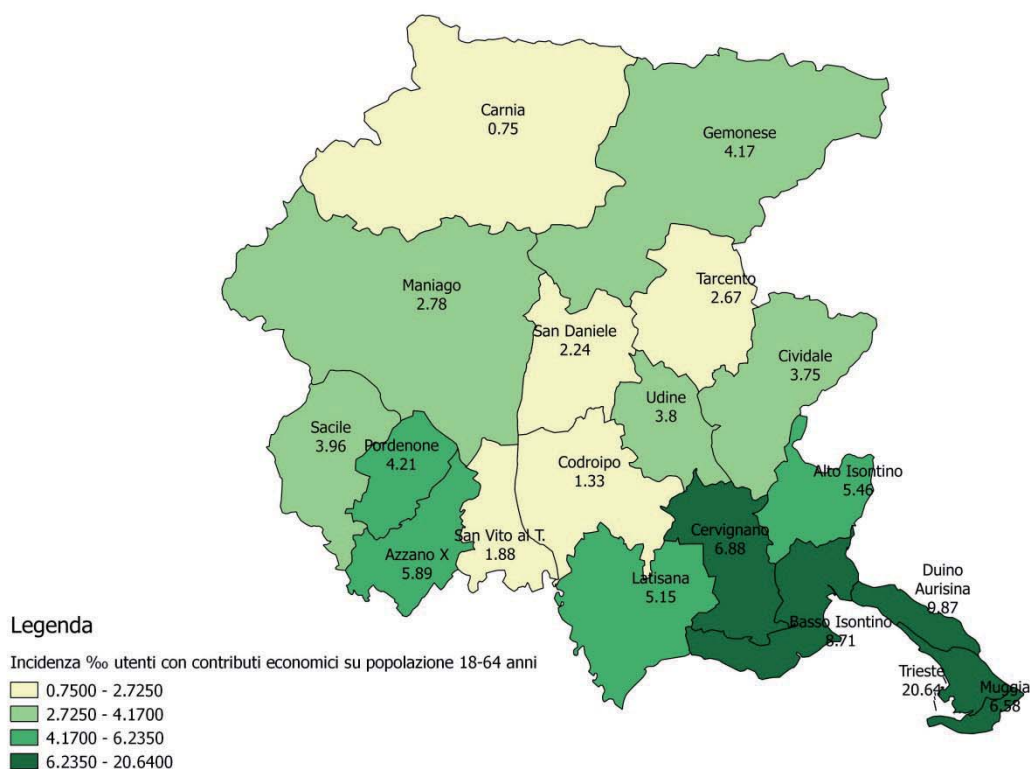 Carnia
0.75
Gemonese
4.17
Tarcento
2.67
Maniago
2.78
San Daniele
2.24
Cividale
3.75
Udine
3.8
Sacile
3.96
Pordenone
4.21
Codroipo
1.33
Alto Isontino
5.46
San Vito al T.
1.88
Cervignano
6.88
Azzano X
5.89
Latisana
5.15
Duino
Aurisina
9.87
Basso Isontino
8.71
Trieste
20.64
Muggia
6.58
Legenda
Incidenza ‰ utenti con contributi economici su popolazione 18-64 anni
0.7500 - 2.7250
2.7250 - 4.1700
4.1700 - 6.2350
6.2350 - 20.6400